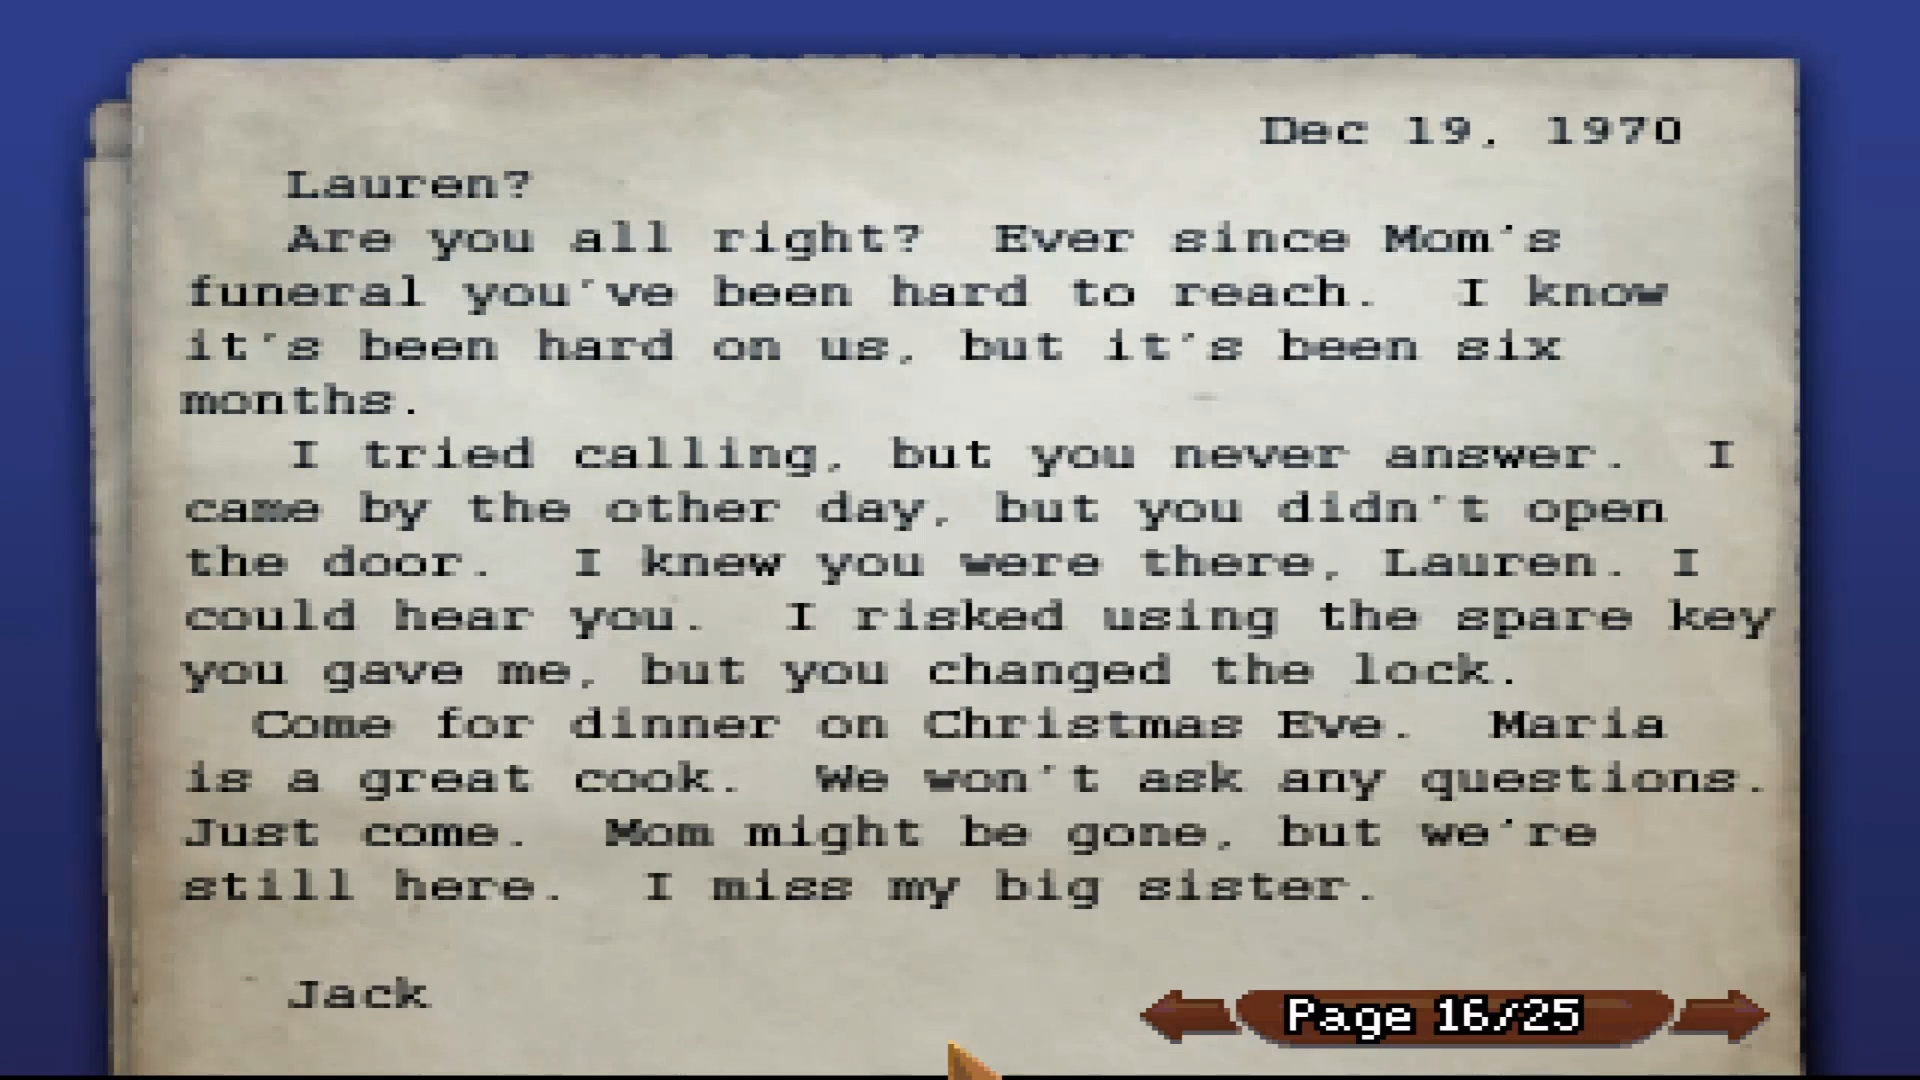 Dec 19, 1970
Lauren?
Are you all right?  Ever since Mom's
funeral you've been hard to reach.  I know
it's been hard on us, but it's been six
months.
I tried calling, but you never answer.  I
came by the other day, but you didn't open
the door.  I knew you were there, Lauren. I
could hear you.  I risked using the spare key
you gave me, but you changed the lock.
Come for dinner on Christmas Eve.  Maria
is a great cook.  We won't ask any questions.
Just come.  Mom might be gone, but we're
still here.  I miss my big sister.
Jack
Page 16/25